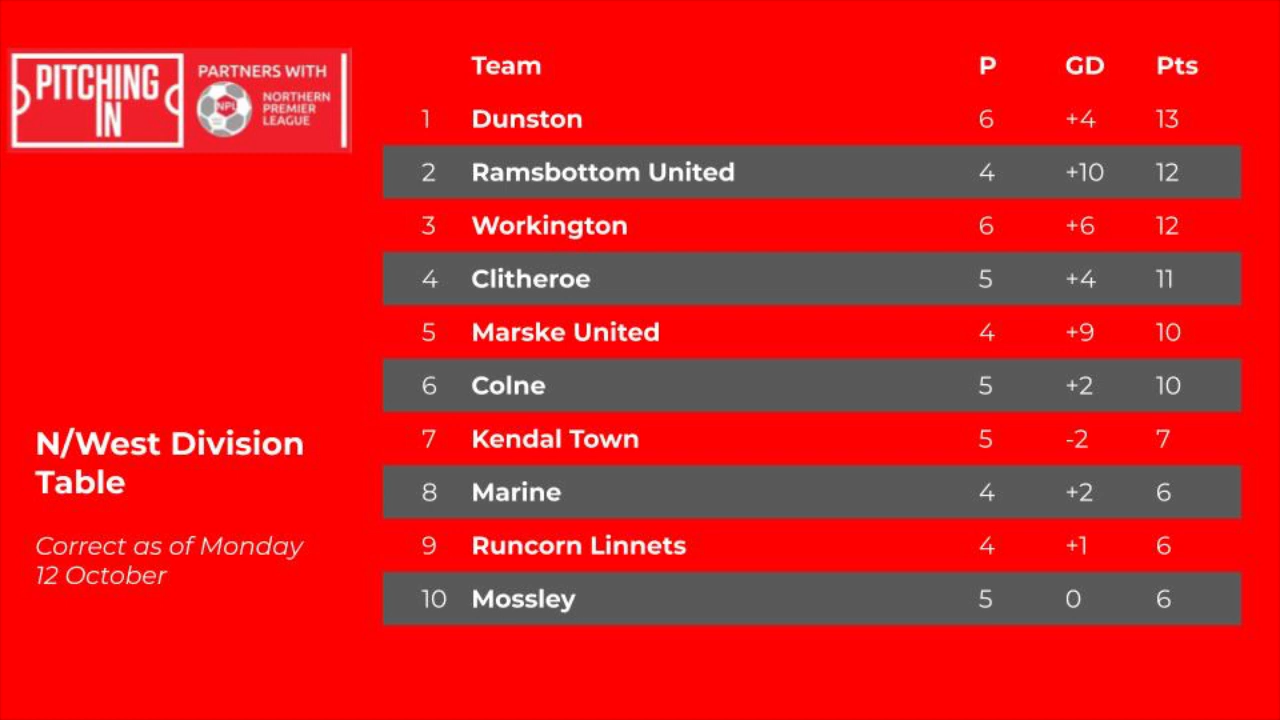 PITCHING
IN
PARTNERS WITH
NPL
NORTHERN
PREMIER
LEAGUE
N/West Division
Table
Correct as of Monday
12 October
Team P GD Pts
1 Dunston 6 +4 13
2 Ramsbottom United 4 +10 12
3 Workington 6 +6 12
4 Clitheroe 5 +4 11
5 Marske United 4 +9 10
6 Colne 5 +2 10
7 Kendal Town 5 -2 7
8 Marine 4 +2 6
9 Runcorn Linnets 4 +1 6
10 Mossley 5 0 6